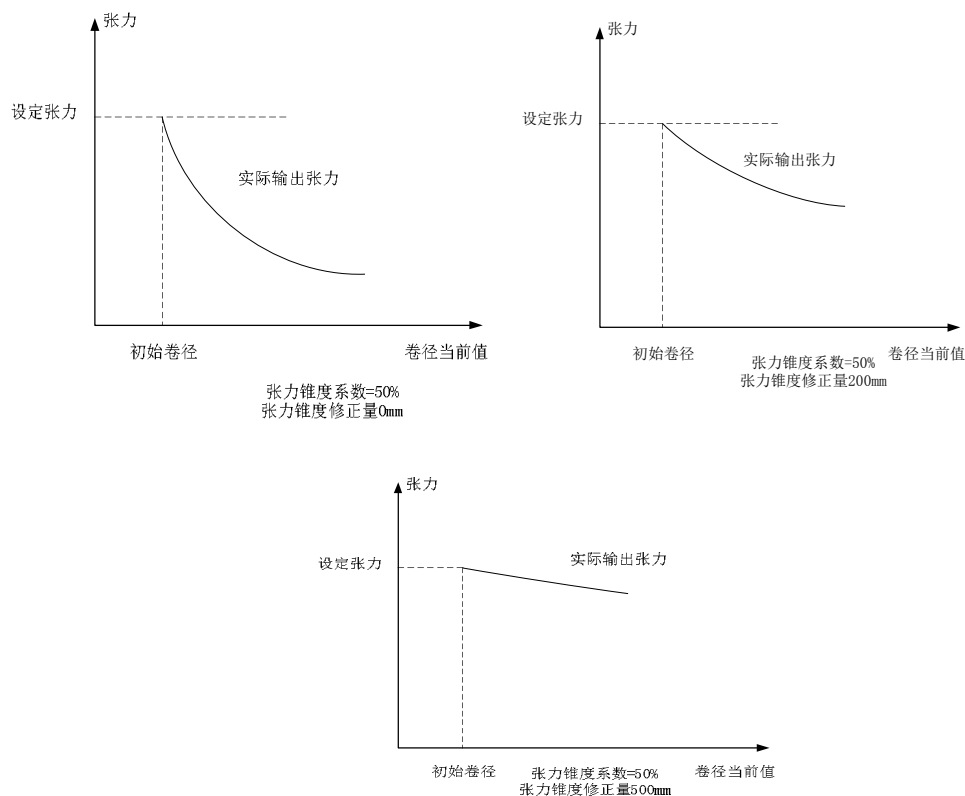 张力
设定张力
实际输出张力
初始卷径
卷径当前值
张力锥度系数=50%
张力锥度修正量0mm
张力
设定张力
实际输出张力
初始卷径
卷径当前值
张力锥度系数=50%
张力锥度修正量200mm
张力
设定张力
实际输出张力
初始卷径
卷径当前值
张力锥度系数=50%
张力锥度修正量500mm